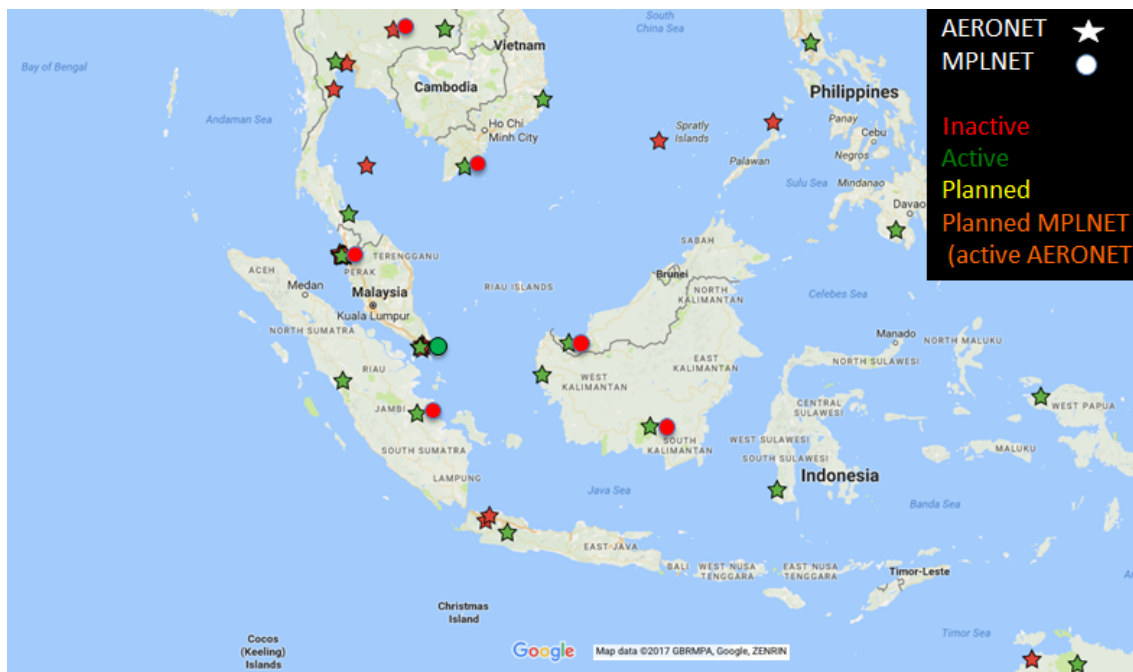 AERONET
MPLNET
Inactive
Active
Planned
Planned MPLNET
(active AERONET
Bay of Bengal
Andaman Sea
South
China Sea
Vietnam
Cambodia
Ho Chi
Minh City
Spratly
Islands
Philippines
Panay
Cebu
Negros
Palawan
Sulu Sea
Mindanao
Davao
ACEH
Medan
NORTH SUMATRA
PERAK
TERENGGANU
Malaysia
Kuala Lumpur
RIAU ISLANDS
SABAH
Brunei
NORTH
KALIMANTAN
Celebes Sea
Manado
NORTH SULAWESI
NORTH MALUKU
RIAU
JAMBI
SOUTH SUMATRA
LAMPUNG
WEST
KALIMANTAN
EAST
KALIMANTAN
SOUTH
KALIMANTAN
CENTRAL
SULAWESI
WEST SULAWESI
SOUTH SULAWESI
WEST PAPUA
MALUKU
Indonesia
Java Sea
Banda Sea
EAST JAVA
BALI
WEST NUSA
TENGGARA
EAST NUSA
TENGGARA
Timor-Leste
Christmas
Island
Cocos
(Keeling)
Islands
Timor Sea
Google
Map data ©2017 GBRMPA, Google, ZENRIN